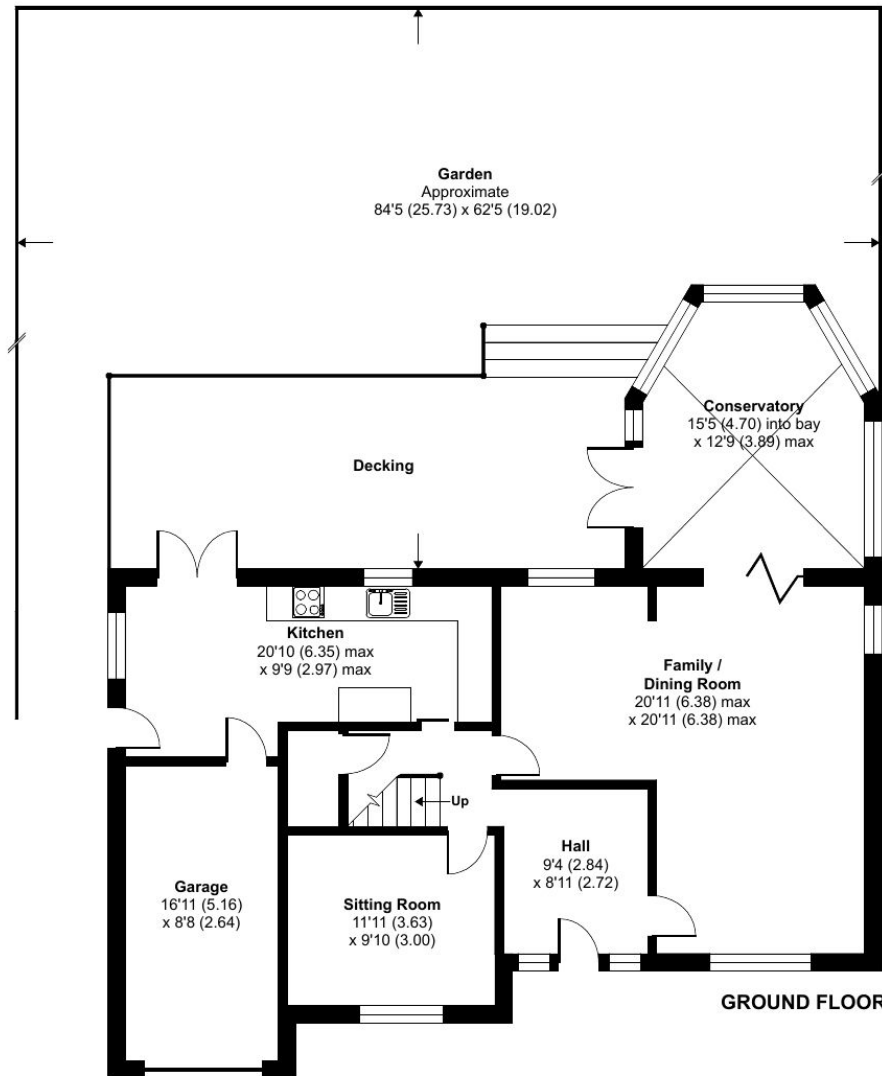 Garden
Approximate
84'5 (25.73) x 62'5 (19.02)
Conservatory
15'5 (4.70) into bay
x 12'9 (3.89) max
Decking
Kitchen
20'10 (6.35) max
x 9'9 (2.97) max
Family /
Dining Room
20'11 (6.38) max
x 20'11 (6.38) max
Up
Hall
9'4 (2.84)
x 8'11 (2.72)
Garage
16'11 (5.16)
x 8'8 (2.64)
Sitting Room
11'11 (3.63)
x 9'10 (3.00)
GROUND FLOOR